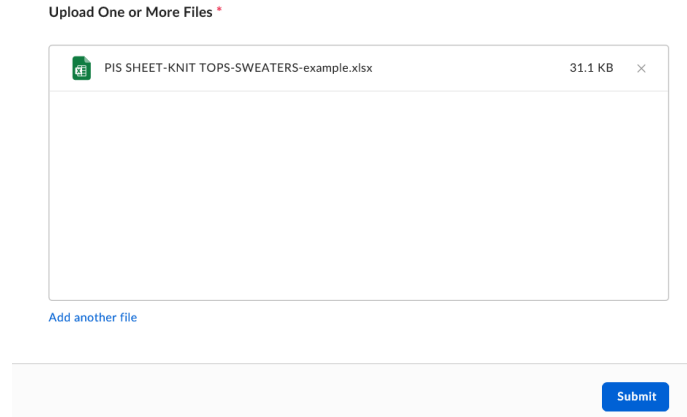 Upload One or More Files *
PIS SHEET-KNIT TOPS-SWEATERS-example.xlsx 31.1 KB ×
Add another file
Submit